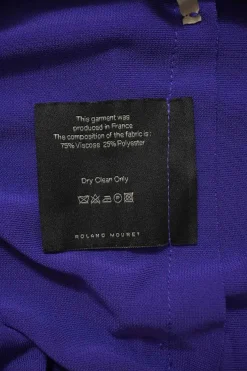 This garment was
produced in France
The composition of the fabric is :
75% Viscose 25% Polyester
Dry Clean Only
ROLAND MOURET